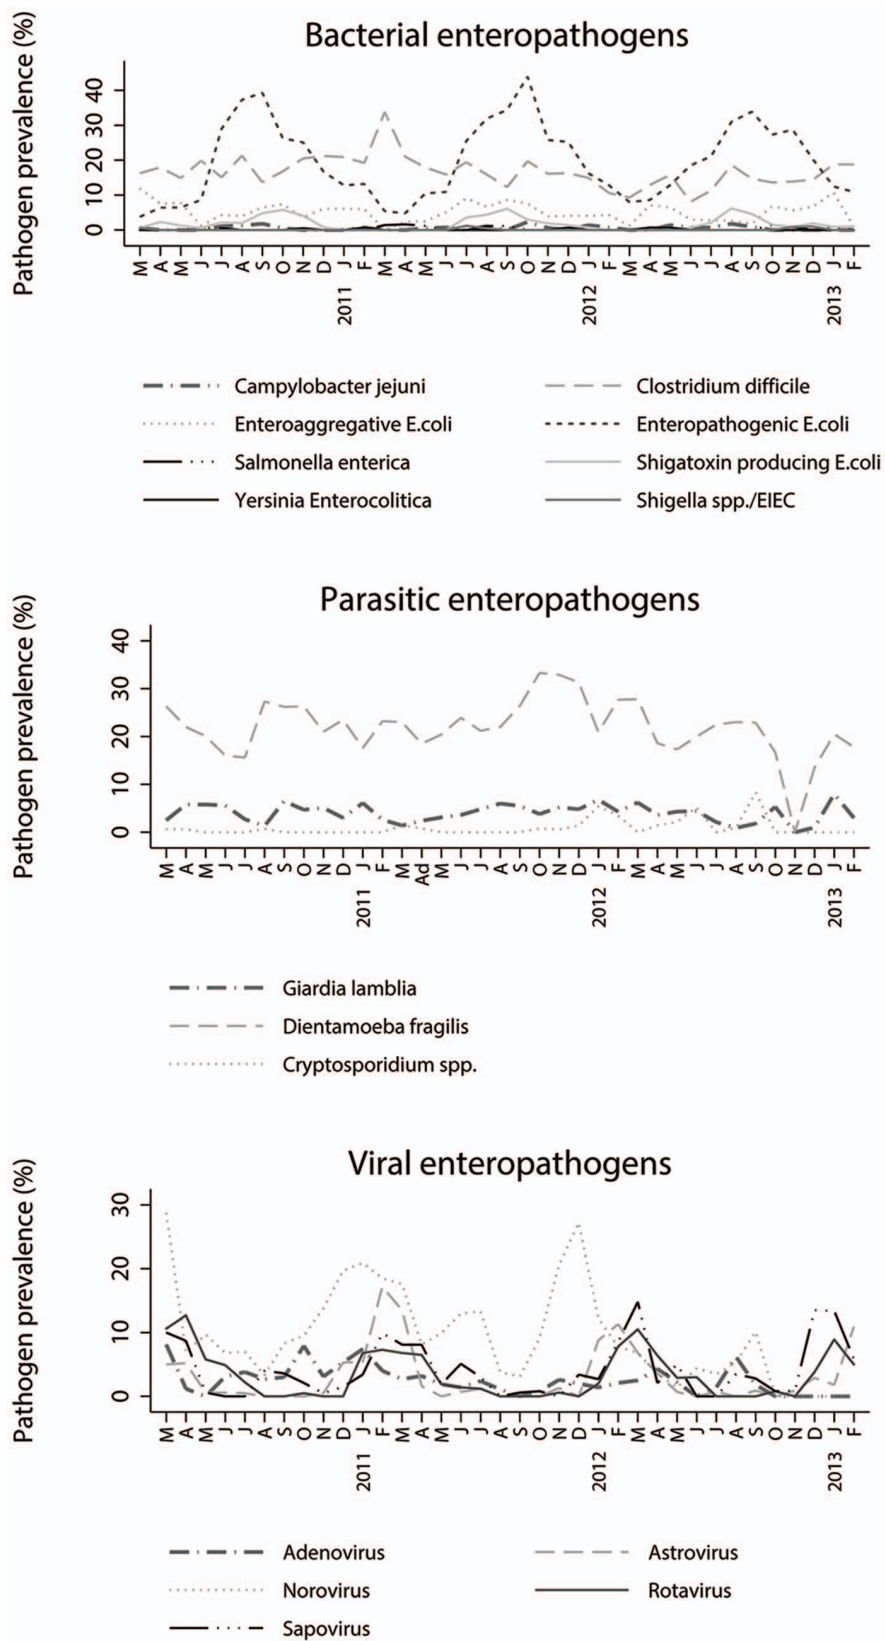 Bacterial enteropathogens
Pathogen prevalence (%)
40
30
20
10
0
M A M J J A S O N D J F M A M J J A S O N D J F M A M J J A S O N D J F
2011 2012 2013
Campylobacter jejuni Clostridium difficile
Enteroaggregative E.coli Enteropathogenic E.coli
Salmonella enterica Shigatoxin producing E.coli
Yersinia Enterocolitica Shigella spp./EIEC
Parasitic enteropathogens
Pathogen prevalence (%)
40
30
20
10
0
M A M J J A S O N D J F M Ad M J J A S O N D J F M A M J J A S O N D J F
2011 2012 2013
Giardia lamblia
Dientamoeba fragilis
Cryptosporidium spp.
Viral enteropathogens
Pathogen prevalence (%)
30
20
10
0
M A M J J A S O N D J F M A M J J A S O N D J F M A M J J A S O N D J F
2011 2012 2013
Adenovirus Astrovirus
Norovirus Rotavirus
Sapovirus